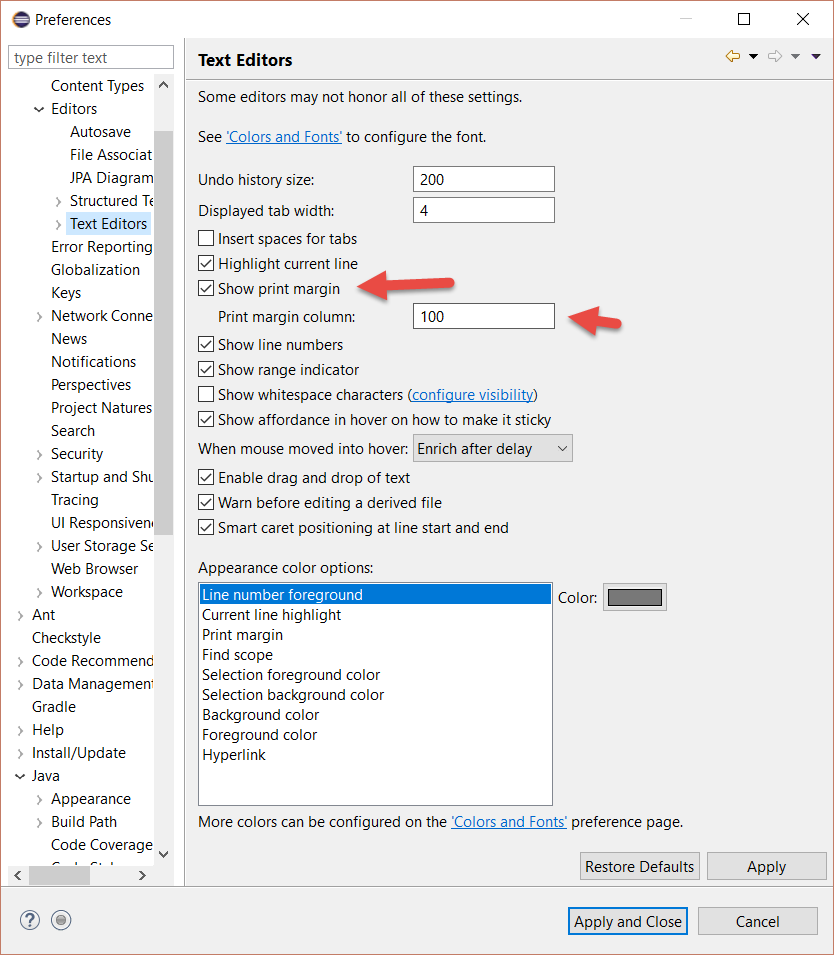 Preferences
type filter text
Content Types
Editors
Autosave
File Associat
JPA Diagram
Structured Te
Text Editors
Error Reporting
Globalization
Keys
Network Conne
News
Notifications
Perspectives
Project Natures
Search
Security
Startup and Shu
Tracing
UI Responsiven
User Storage Se
Web Browser
Workspace
Ant
Checkstyle
Code Recommend
Data Management
Gradle
Help
Install/Update
Java
Appearance
Build Path
Code Coverage
Text Editors
Some editors may not honor all of these settings.
See 'Colors and Fonts' to configure the font.
Undo history size: 200
Displayed tab width: 4
Insert spaces for tabs
Highlight current line
Show print margin
Print margin column: 100
Show line numbers
Show range indicator
Show whitespace characters (configure visibility)
Show affordance in hover on how to make it sticky
When mouse moved into hover: Enrich after delay
Enable drag and drop of text
Warn before editing a derived file
Smart caret positioning at line start and end
Appearance color options:
Line number foreground
Current line highlight
Print margin
Find scope
Selection foreground color
Selection background color
Background color
Foreground color
Hyperlink
Color:
More colors can be configured on the 'Colors and Fonts' preference page.
Restore Defaults Apply
? Apply and Close Cancel